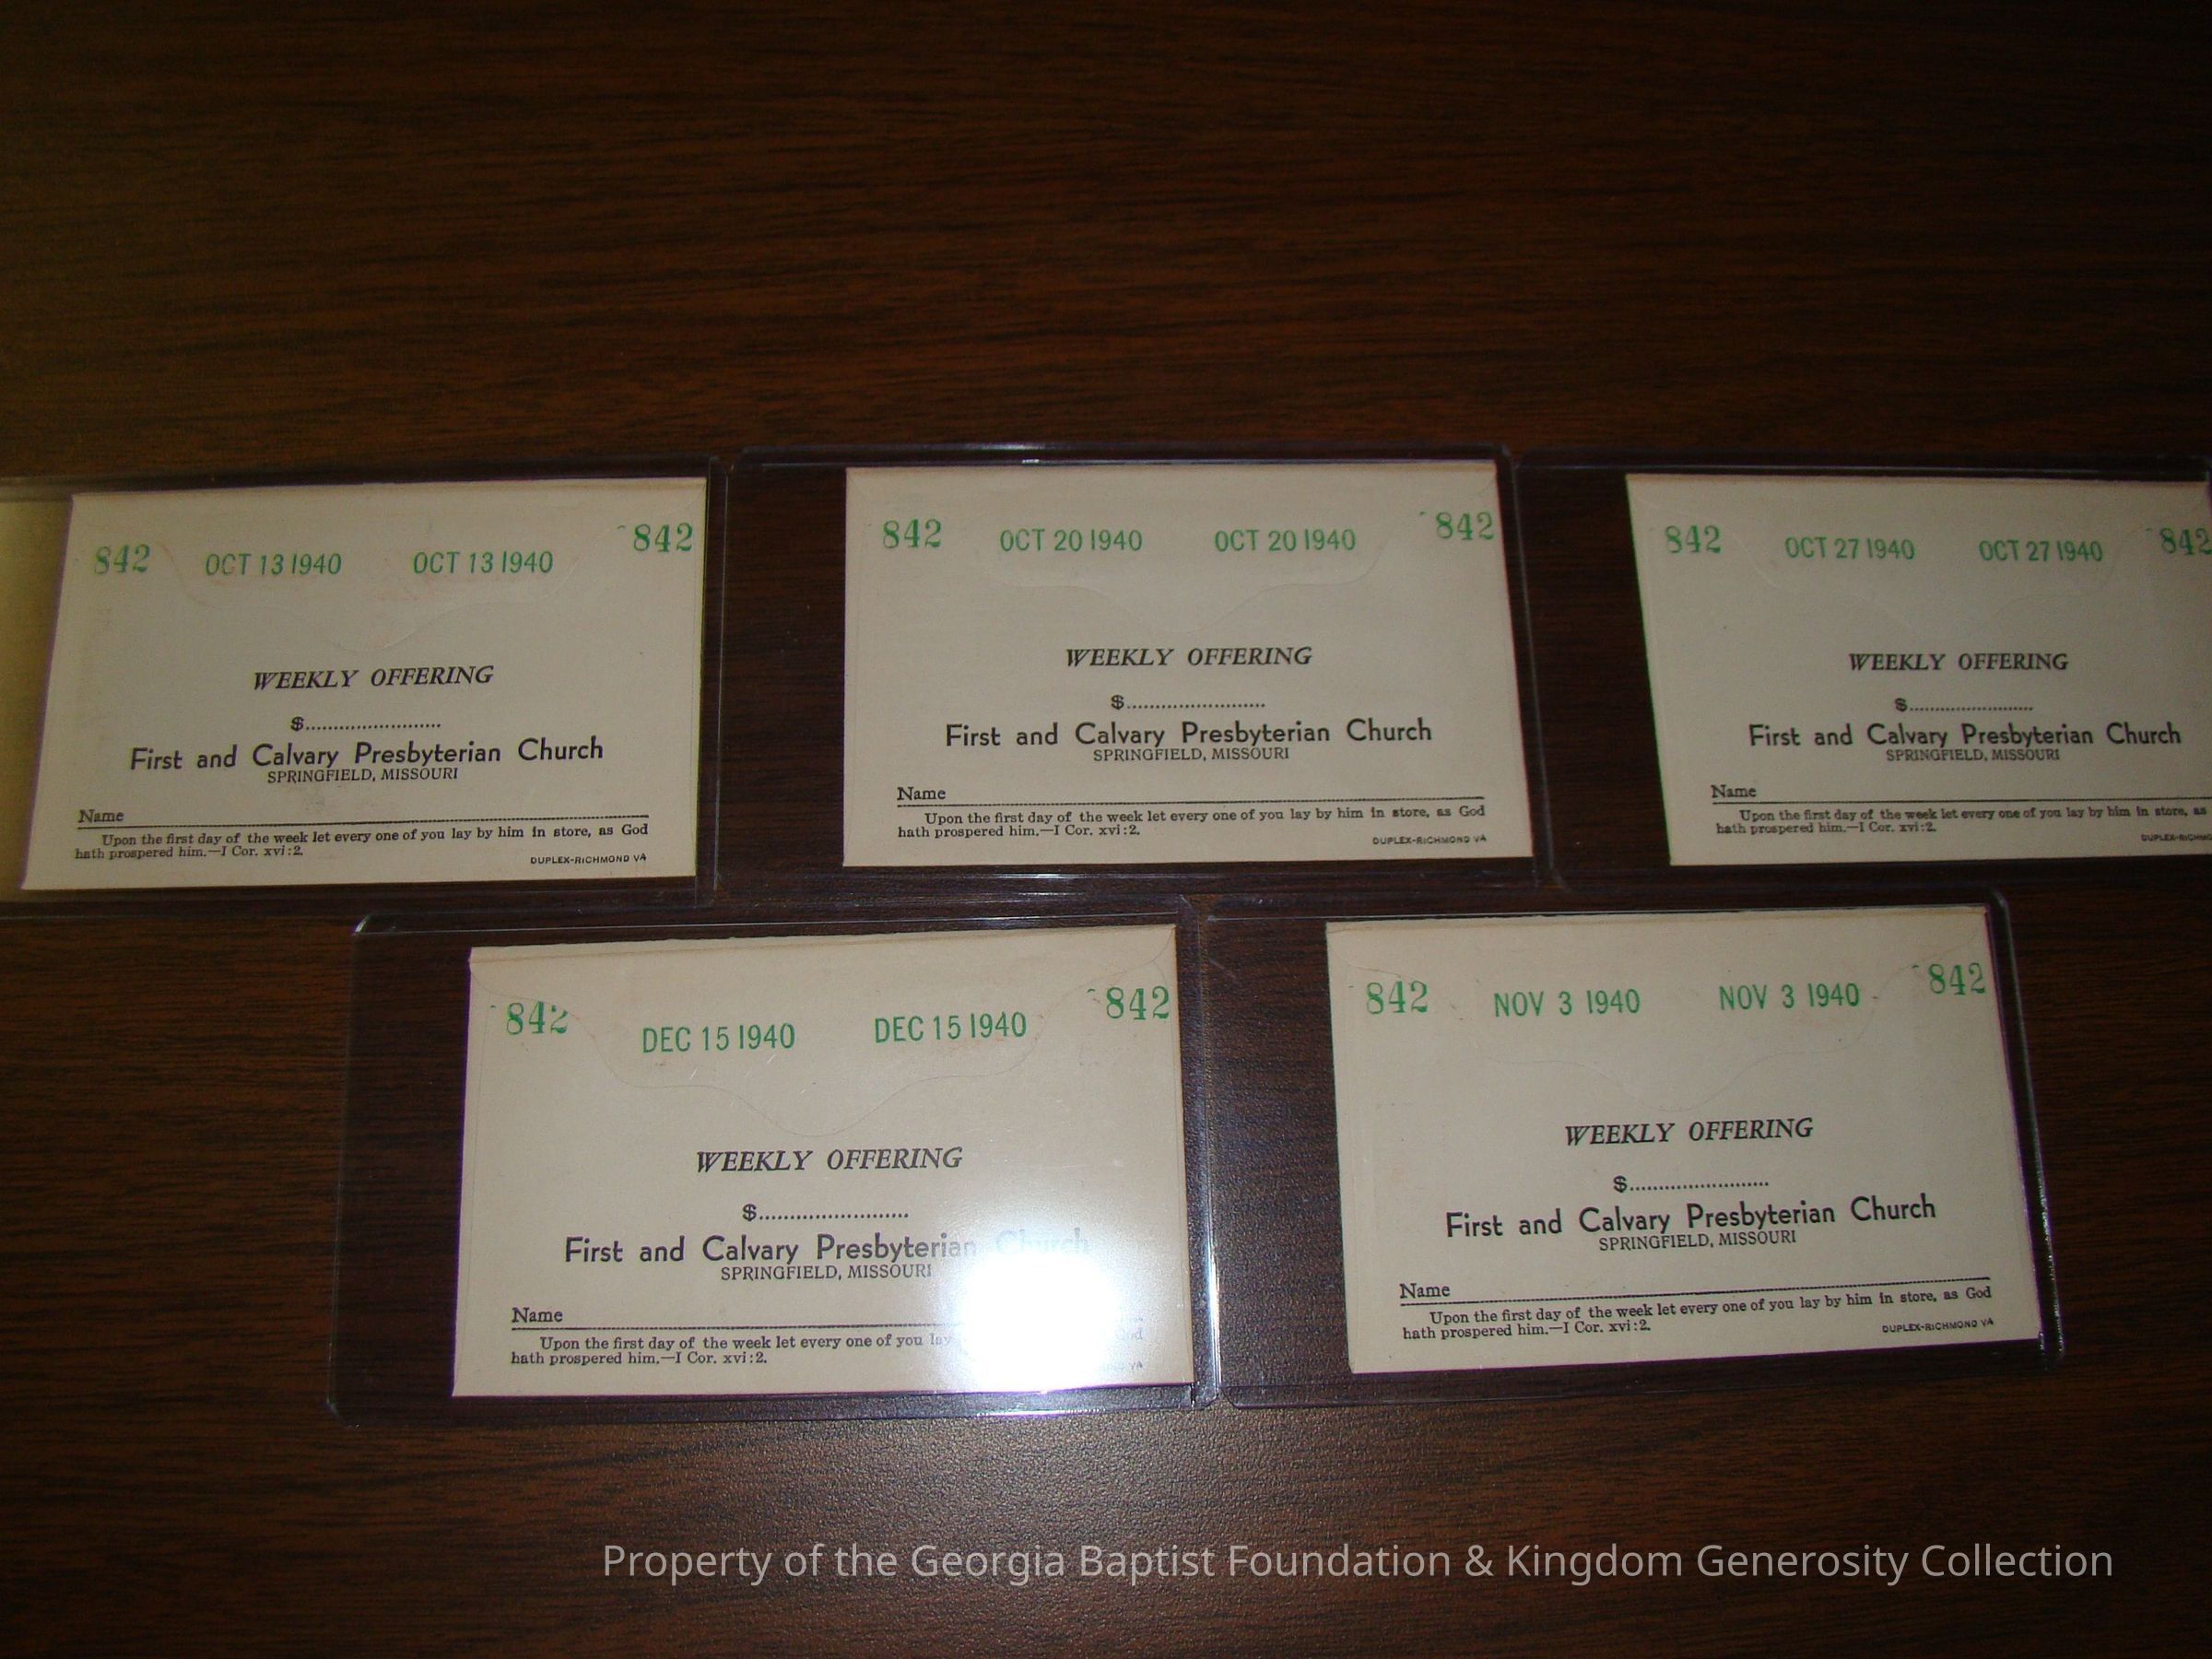 842 OCT 13 1940 OCT 13 1940 842
WEEKLY OFFERING
$........................
First and Calvary Presbyterian Church
SPRINGFIELD, MISSOURI
Name
Upon the first day of the week let every one of you lay by him in store, as God
hath prospered him.—I Cor. xvi:2.
DUPLEX-RICHMOND VA
842 OCT 20 1940 OCT 20 1940 842
WEEKLY OFFERING
$........................
First and Calvary Presbyterian Church
SPRINGFIELD, MISSOURI
Name
Upon the first day of the week let every one of you lay by him in store, as God
hath prospered him.—I Cor. xvi:2.
DUPLEX-RICHMOND VA
842 OCT 27 1940 OCT 27 1940 842
WEEKLY OFFERING
$........................
First and Calvary Presbyterian Church
SPRINGFIELD, MISSOURI
Name
Upon the first day of the week let every one of you lay by him in store, as
hath prospered him.—I Cor. xvi:2.
DUPLEX-RICHMO
842 DEC 15 1940 DEC 15 1940 842
WEEKLY OFFERING
$........................
First and Calvary Presbyterian Church
SPRINGFIELD, MISSOURI
Name
Upon the first day of the week let every one of you lay God
hath prospered him.—I Cor. xvi:2.
VA
842 NOV 3 1940 NOV 3 1940 842
WEEKLY OFFERING
$........................
First and Calvary Presbyterian Church
SPRINGFIELD, MISSOURI
Name
Upon the first day of the week let every one of you lay by him in store, as God
hath prospered him.—I Cor. xvi:2.
DUPLEX-RICHMOND VA
Property of the Georgia Baptist Foundation & Kingdom Generosity Collection